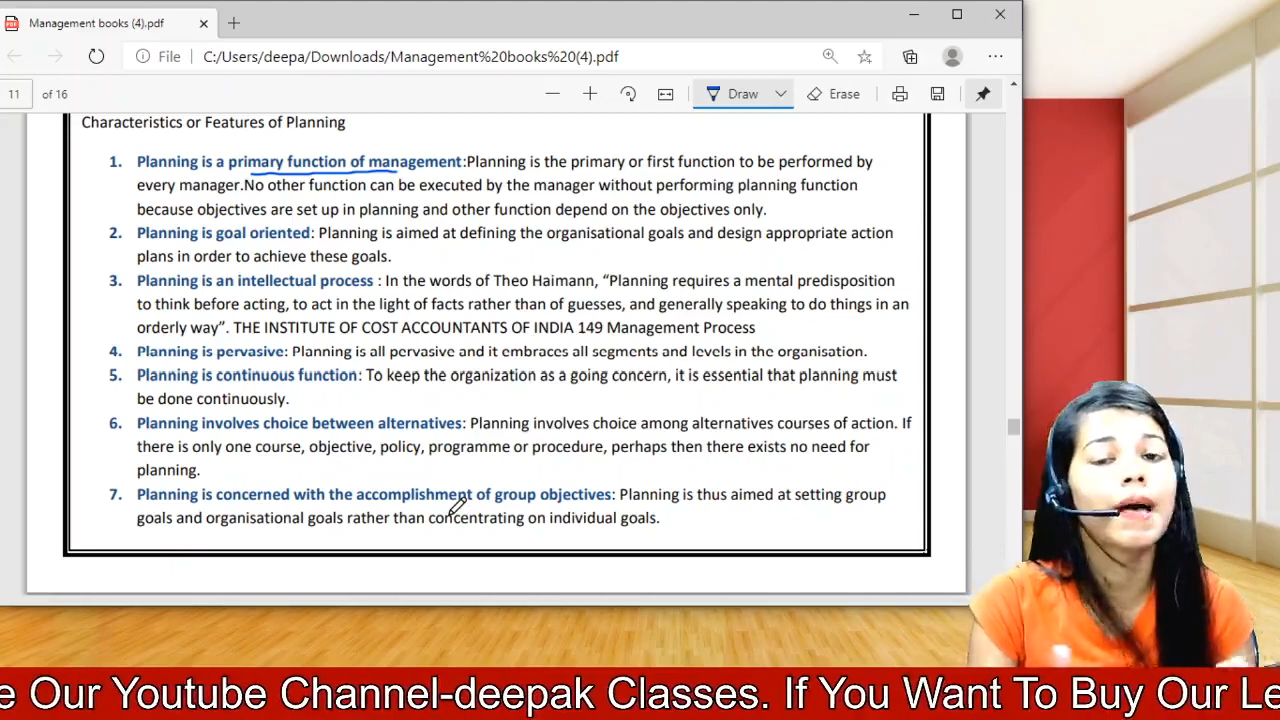 Management books (4).pdf
File
C:/Users/deepa/Downloads/Management%20books%20(4).pdf
11 of 16
Draw
Erase
Characteristics or Features of Planning
1. Planning is a primary function of management:Planning is the primary or first function to be performed by
every manager.No other function can be executed by the manager without performing planning function
because objectives are set up in planning and other function depend on the objectives only.
2. Planning is goal oriented: Planning is aimed at defining the organisational goals and design appropriate action
plans in order to achieve these goals.
3. Planning is an intellectual process : In the words of Theo Haimann, “Planning requires a mental predisposition
to think before acting, to act in the light of facts rather than of guesses, and generally speaking to do things in an
orderly way”. THE INSTITUTE OF COST ACCOUNTANTS OF INDIA 149 Management Process
4. Planning is pervasive: Planning is all pervasive and it embraces all segments and levels in the organisation.
5. Planning is continuous function: To keep the organization as a going concern, it is essential that planning must
be done continuously.
6. Planning involves choice between alternatives: Planning involves choice among alternatives courses of action. If
there is only one course, objective, policy, programme or procedure, perhaps then there exists no need for
planning.
7. Planning is concerned with the accomplishment of group objectives: Planning is thus aimed at setting group
goals and organisational goals rather than concentrating on individual goals.
e Our Youtube Channel-deepak Classes. If You Want To Buy Our Le